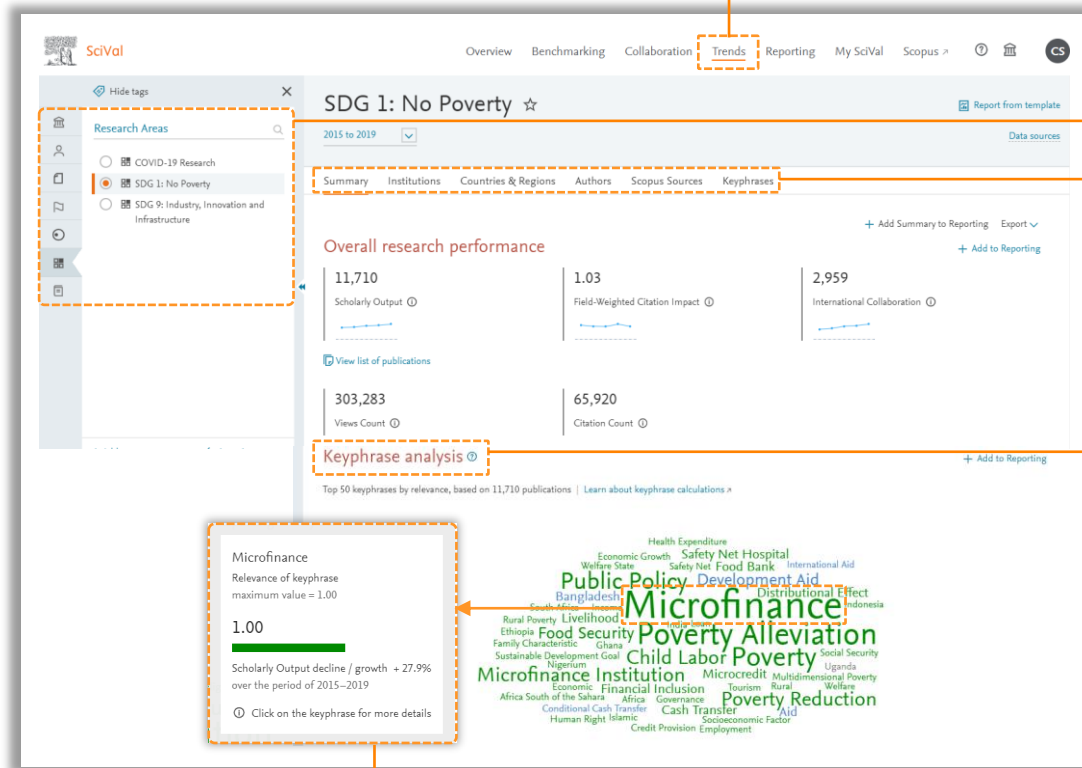 SciVal
Overview Benchmarking Collaboration Trends Reporting My SciVal Scopus CS
Hide tags
Research Areas
COVID-19 Research
SDG 1: No Poverty
SDG 9: Industry, Innovation and
Infrastructure
SDG 1: No Poverty
Report from template
2015 to 2019
Data sources
Summary Institutions Countries & Regions Authors Scopus Sources Keyphrases
+ Add Summary to Reporting Export
Overall research performance
+ Add to Reporting
11,710
Scholarly Output
1.03
Field-Weighted Citation Impact
2,959
International Collaboration
View list of publications
303,283
Views Count
65,920
Citation Count
Keyphrase analysis
+ Add to Reporting
Top 50 keyphrases by relevance, based on 11,710 publications | Learn about keyphrase calculations
Microfinance
Relevance of keyphrase
maximum value = 1.00
1.00
Scholarly Output decline / growth + 27.9%
over the period of 2015–2019
Click on the keyphrase for more details
Health Expenditure
Economic Growth Safety Net Hospital
Welfare State Safety Net Food Bank International Aid
Public Policy Development Aid
Bangladesh Distributional Effect
South Africa Income Microfinance Indonesia
Rural Poverty Livelihood
Ethiopia Food Security Poverty Alleviation
Family Characteristic Ghana
Sustainable Development Goal Child Labor Poverty Social Security
Nigerium Uganda
Microfinance Institution Microcredit Multidimensional Poverty
Economic Financial Inclusion Tourism Rural Welfare
Africa South of the Sahara Africa Governance Poverty Reduction
Conditional Cash Transfer Cash Transfer Aid
Human Right Islamic Socioeconomic Factor
Credit Provision Employment